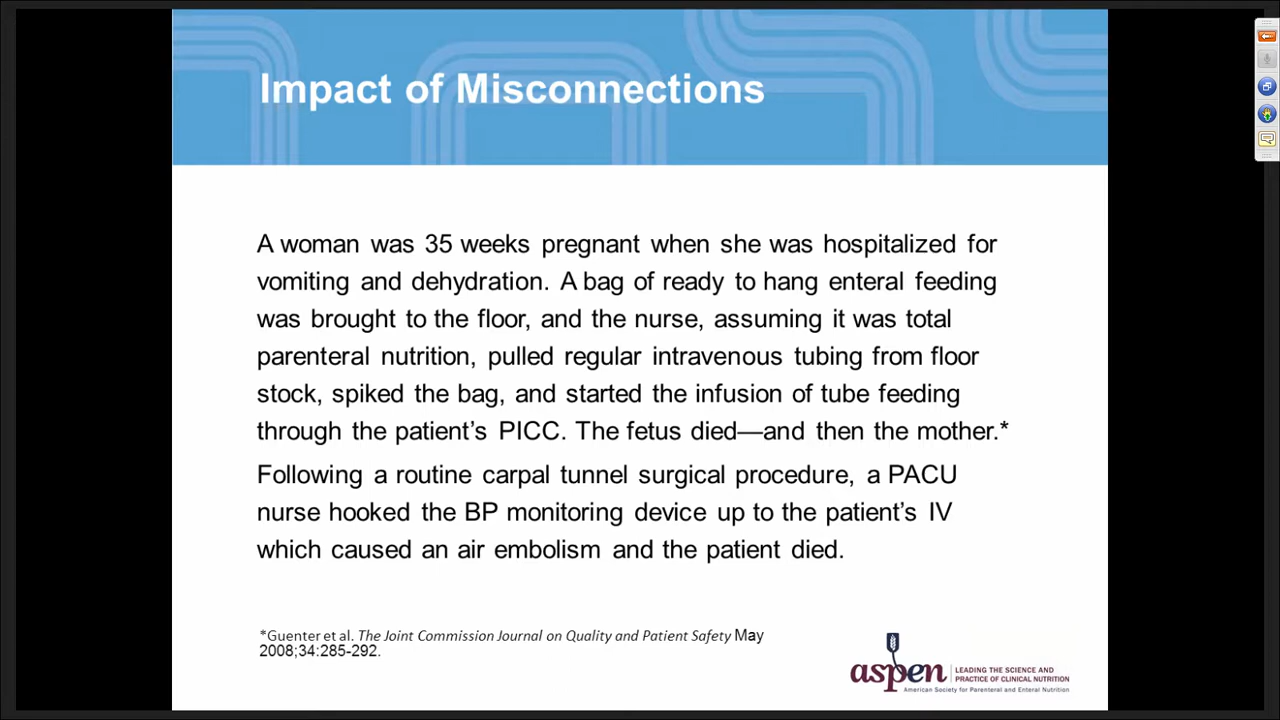 Impact of Misconnections
A woman was 35 weeks pregnant when she was hospitalized for
vomiting and dehydration. A bag of ready to hang enteral feeding
was brought to the floor, and the nurse, assuming it was total
parenteral nutrition, pulled regular intravenous tubing from floor
stock, spiked the bag, and started the infusion of tube feeding
through the patient’s PICC. The fetus died—and then the mother.*
Following a routine carpal tunnel surgical procedure, a PACU
nurse hooked the BP monitoring device up to the patient’s IV
which caused an air embolism and the patient died.
*Guenter et al. The Joint Commission Journal on Quality and Patient Safety May
2008;34:285-292.
aspen
LEADING THE SCIENCE AND
PRACTICE OF CLINICAL NUTRITION
American Society for Parenteral and Enteral Nutrition